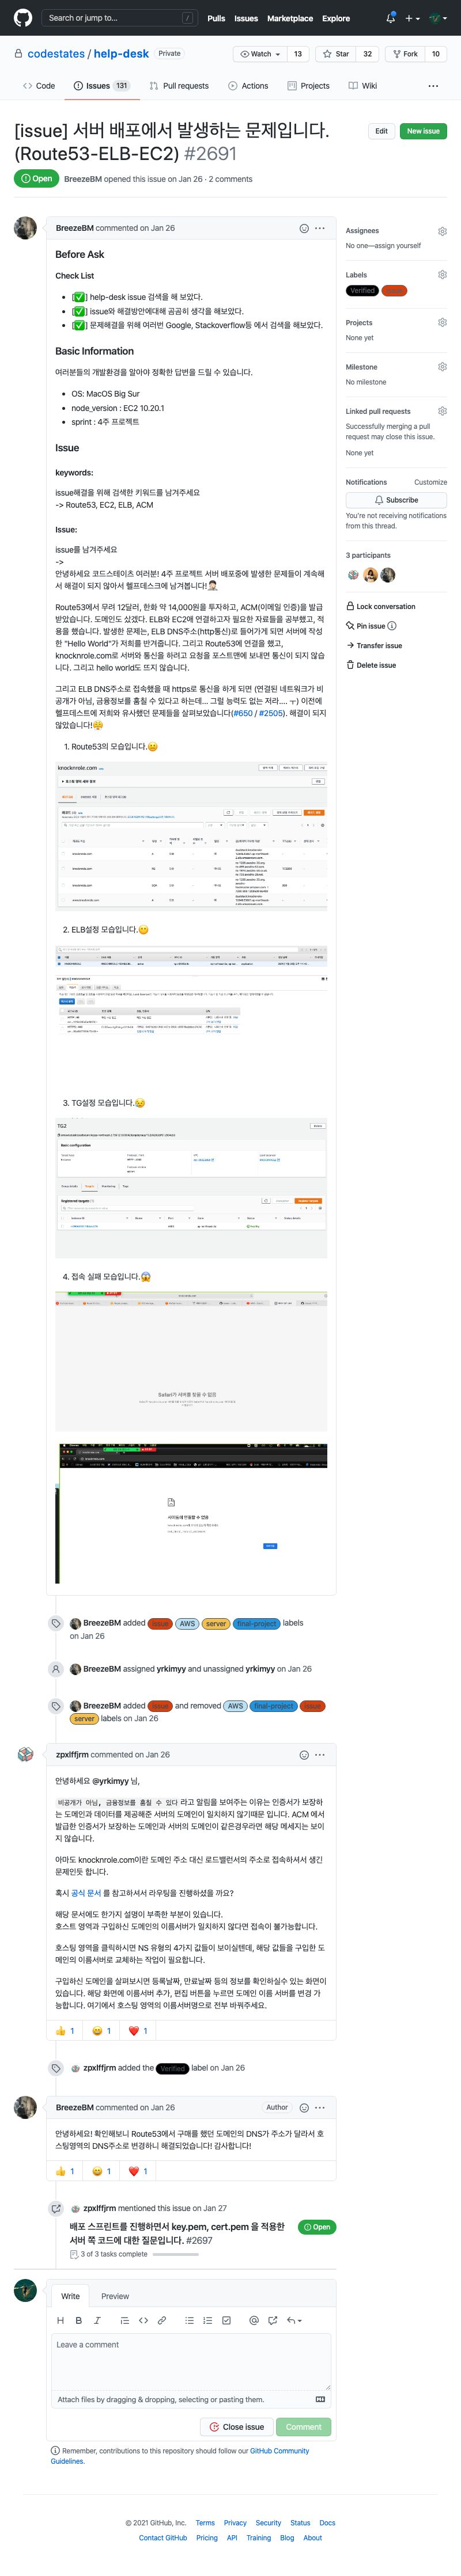 Search or jump to...
/
Pulls Issues Marketplace Explore
codestates / help-desk Private
Watch 13 Star 32 Fork 10
Code Issues 131 Pull requests Actions Projects Wiki
[issue] 서버 배포에서 발생하는 문제입니다.
(Route53-ELB-EC2) #2691
Edit New issue
Open BreezeBM opened this issue on Jan 26 · 2 comments
BreezeBM commented on Jan 26
Before Ask
Check List
[✅] help-desk issue 검색을 해 보았다.
[✅] issue와 해결방안에대해 곰곰히 생각을 해보았다.
[✅] 문제해결을 위해 여러번 Google, Stackoverflow등 에서 검색을 해보았다.
Basic Information
여러분들의 개발환경을 알아야 정확한 답변을 드릴 수 있습니다.
OS: MacOS Big Sur
node_version : EC2 10.20.1
sprint : 4주 프로젝트
Issue
keywords:
issue해결을 위해 검색한 키워드를 남겨주세요
-> Route53, EC2, ELB, ACM
Issue:
issue를 남겨주세요
->
안녕하세요 코드스테이츠 여러분! 4주 프로젝트 서버 배포중에 발생한 문제들이 계속해
서 해결이 되지 않아서 헬프데스크에 남겨봅니다!
Route53에서 무려 12달러, 한화 약 14,000원을 투자하고, ACM(이메일 인증)을 발급
받았습니다. 도메인도 샀겠다. ELB와 EC2에 연결하고자 필요한 자료들을 공부했고, 적
용을 했습니다. 발생한 문제는, ELB DNS주소(http통신)로 들어가게 되면 서버에 작성
한 "Hello World"가 저희를 반겨줍니다. 그리고 Route53에 연결을 했고,
knocknrole.com로 저희들 통신을 하려고 요청을 포스트맨에 보내면 통신이 되지 않습
니다. 그리고 hello world도 뜨지 않습니다.
그리고 ELB DNS주소로 접속했을 때 https로 통신을 하게 되면 (연결된 네트워크가 비
공개가 아님, 금융정보를 훔칠 수 있다고 하는데... 그럴 능력도 없는 저라.... ㅜ) 이전에
헬프데스트에 저희와 유사했던 문제들을 살펴보았습니다(#650 / #2505). 해결이 되지
않았습니다!
1. Route53의 모습입니다.
knocknrole.com
2. ELB설정 모습입니다.
3. TG설정 모습입니다.
TG2
Basic configuration
4. 접속 실패 모습입니다.
Safari가 서버를 찾을 수 없음
사이트에 연결할 수 없음
BreezeBM added issue AWS server final-project labels
on Jan 26
BreezeBM assigned yrkimyy and unassigned yrkimyy on Jan 26
BreezeBM added issue and removed AWS final-project issue
server labels on Jan 26
zpxlffjrm commented on Jan 26
안녕하세요 @yrkimyy 님,
비공개가 아님, 금융정보를 훔칠 수 있다 라고 알림을 보여주는 이유는 인증서가 보장하
는 도메인과 데이터를 제공해준 서버의 도메인이 일치하지 않기때문 입니다. ACM 에서
발급한 인증서가 보장하는 도메인과 서버의 도메인이 같은경우라면 해당 메세지는 보이
지 않습니다.
아마도 knocknrole.com이란 도메인 주소 대신 로드밸런서의 주소로 접속하셔서 생긴
문제인듯 합니다.
혹시 공식 문서 를 참고하셔서 라우팅을 진행하셨을 까요?
해당 문서에도 한가지 설명이 부족한 부분이 있습니다.
호스트 영역과 구입하신 도메인의 이름서버가 일치하지 않다면 접속이 불가능합니다.
호스팅 영역을 클릭하시면 NS 유형의 4가지 값들이 보이실텐데, 해당 값들을 구입한 도
메인의 이름서버로 교체하는 작업이 필요합니다.
구입하신 도메인을 살펴보시면 등록날짜, 만료날짜 등의 정보를 확인하실수 있는 화면이
있습니다. 해당 화면에 이름서버 추가, 편집 버튼을 누르면 도메인 이름 서버를 변경 가
능합니다. 여기에서 호스팅 영역의 이름서버명으로 전부 바꿔주세요.
1 1 1
zpxlffjrm added the Verified label on Jan 26
BreezeBM commented on Jan 26 Author
안녕하세요! 확인해보니 Route53에서 구매를 했던 도메인의 DNS가 주소가 달라서 호
스팅영역의 DNS주소로 변경하니 해결되었습니다! 감사합니다!
1 1 1
zpxlffjrm mentioned this issue on Jan 27
배포 스프린트를 진행하면서 key.pem, cert.pem 을 적용한
서버 쪽 코드에 대한 질문입니다. #2697
Open
3 of 3 tasks complete
Write Preview
Leave a comment
Attach files by dragging & dropping, selecting or pasting them.
Close issue Comment
Remember, contributions to this repository should follow our GitHub Community
Guidelines.
Assignees
No one—assign yourself
Labels
Verified issue
Projects
None yet
Milestone
No milestone
Linked pull requests
Successfully merging a pull
request may close this issue.
None yet
Notifications Customize
Subscribe
You're not receiving notifications
from this thread.
3 participants
Lock conversation
Pin issue
Transfer issue
Delete issue
© 2021 GitHub, Inc. Terms Privacy Security Status Docs
Contact GitHub Pricing API Training Blog About